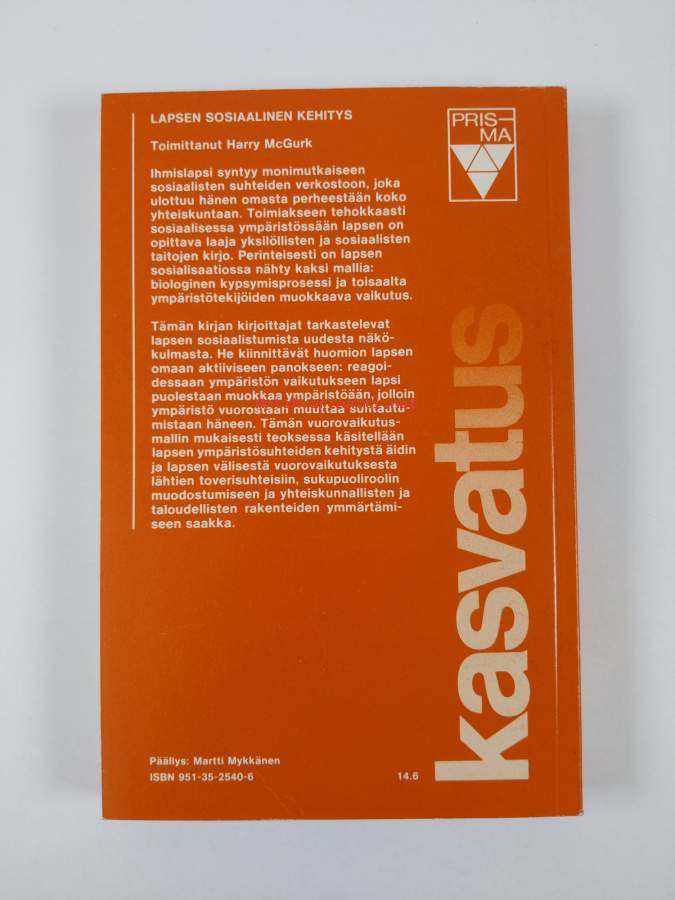 LAPSEN SOSIAALINEN KEHITYS
Toimittanut Harry McGurk
Ihmislapsi syntyy monimutkaiseen
sosiaalisten suhteiden verkostoon, joka
ulottuu hänen omasta perheestään koko
yhteiskuntaan. Toimiakseen tehokkaasti
sosiaalisessa ympäristössään lapsen on
opittava laaja yksilöllisten ja sosiaalisten
taitojen kirjo. Perinteisesti on lapsen
sosialisaatiossa nähty kaksi mallia:
biologinen kypsymisprosessi ja toisaalta
ympäristötekijöiden muokkaava vaikutus.
Tämän kirjan kirjoittajat tarkastelevat
lapsen sosiaalistumista uudesta näkö-
kulmasta. He kiinnittävät huomion lapsen
omaan aktiiviseen panokseen: reagoi-
dessaan ympäristön vaikutukseen lapsi
puolestaan muokkaa ympäristöään, jolloin
ympäristö vuorostaan muuttaa suhtautu-
mistaan häneen. Tämän vuorovaikutus-
mallin mukaisesti teoksessa käsitellään
lapsen ympäristösuhteiden kehitystä äidin
ja lapsen välisestä vuorovaikutuksesta
lähtien toverisuhteisiin, sukupuoliroolin
muodostumiseen ja yhteiskunnallisten ja
taloudellisten rakenteiden ymmärtämi-
seen saakka.
Päällys: Martti Mykkänen
ISBN 951-35-2540-6
14.6
PRIS-
MA
kasvatus